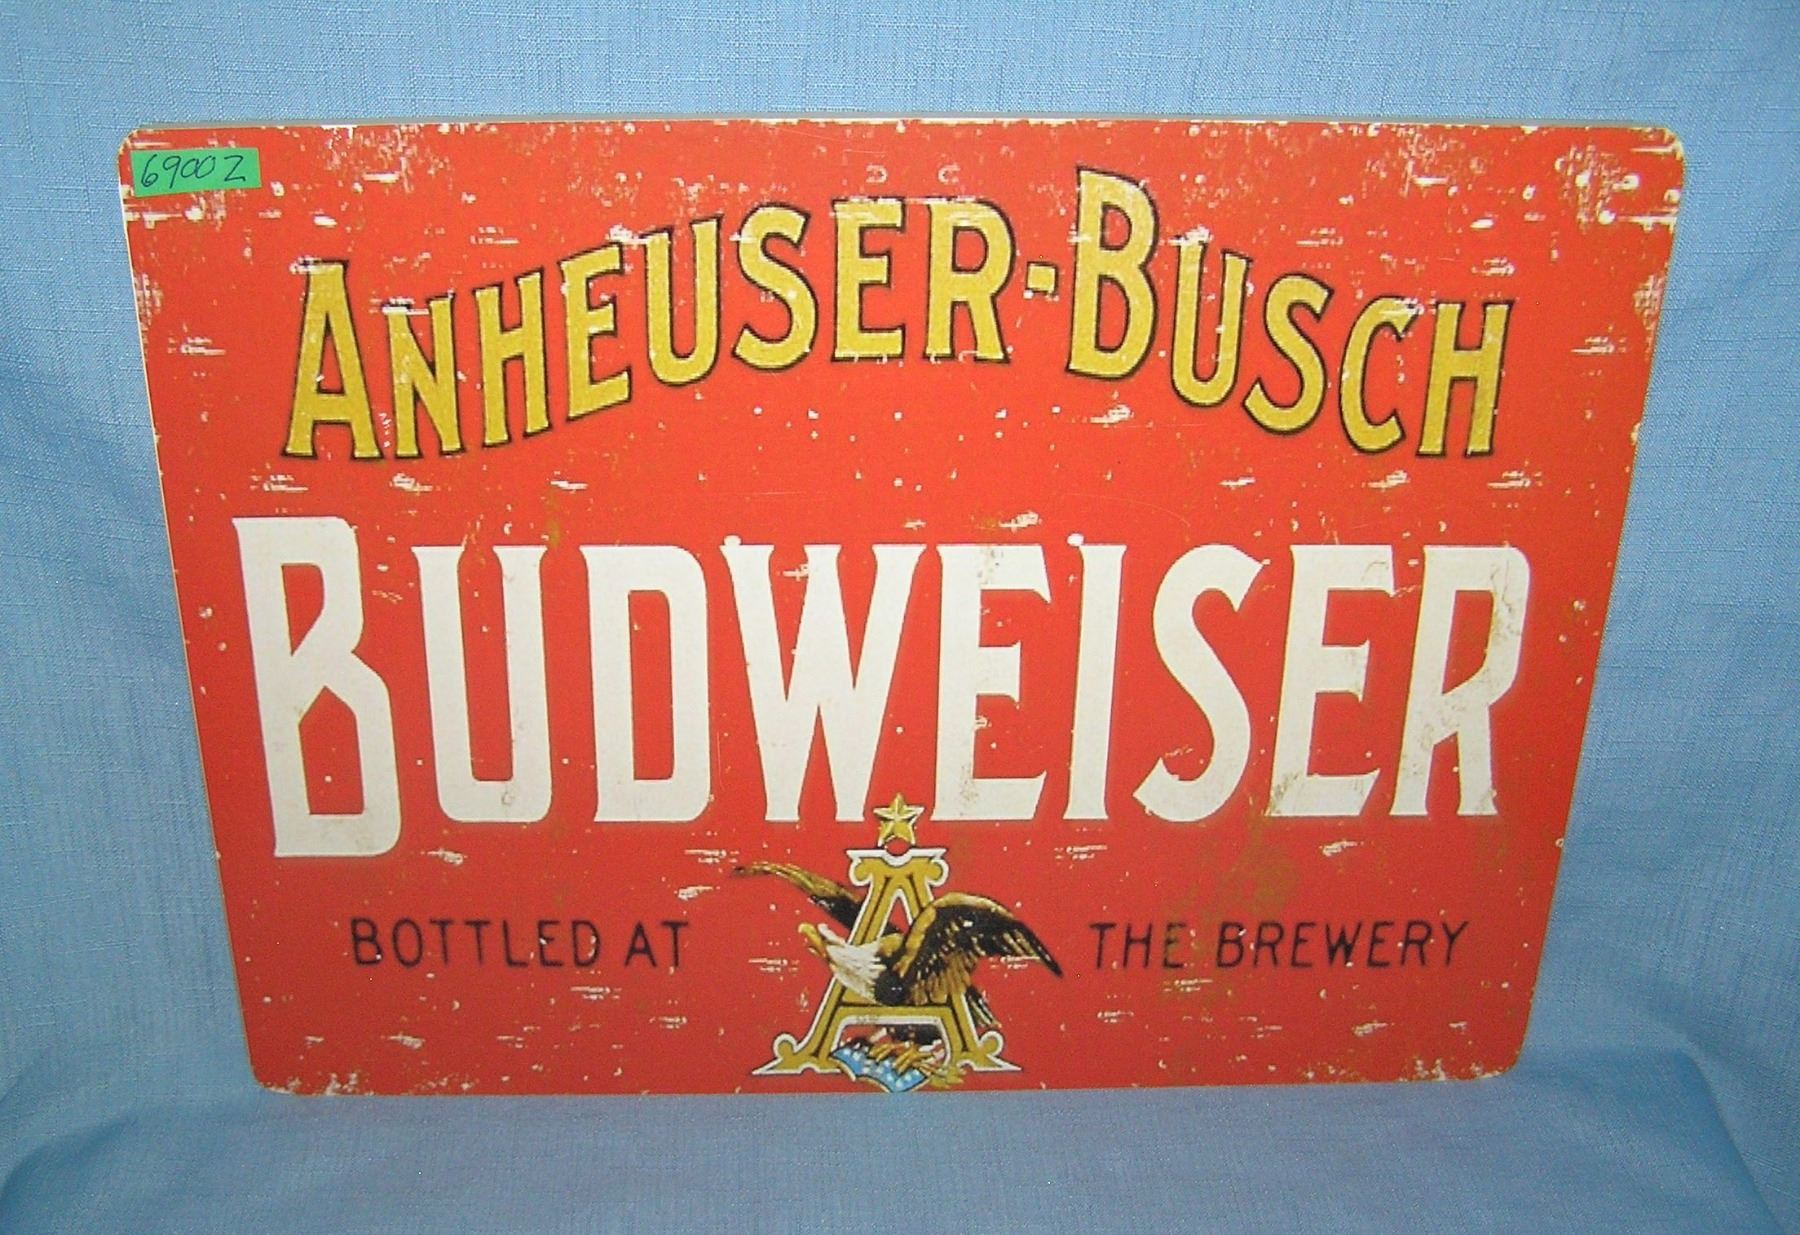 69002
ANHEUSER-BUSCH
BUDWEISER
A
BOTTLED AT THE BREWERY